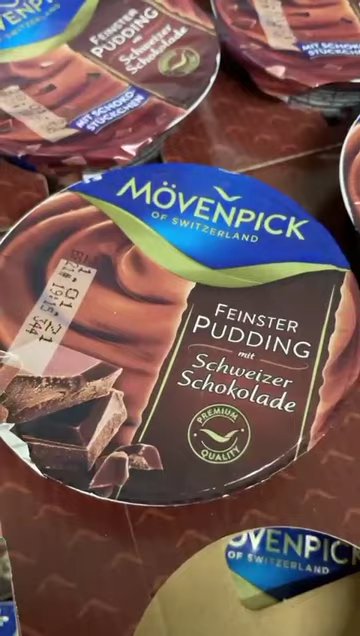 FEINSTER
PUDDING
mit
Schweizer
Schokolade
MIT SCHOKO-
STÜCKCHEN
MIT SCHOKO-
STÜCKCHEN
MÖVENPICK
OF SWITZERLAND
FEINSTER
PUDDING
mit
Schweizer
Schokolade
PREMIUM
QUALITY
ÖVENPICK
OF SWITZERLAND